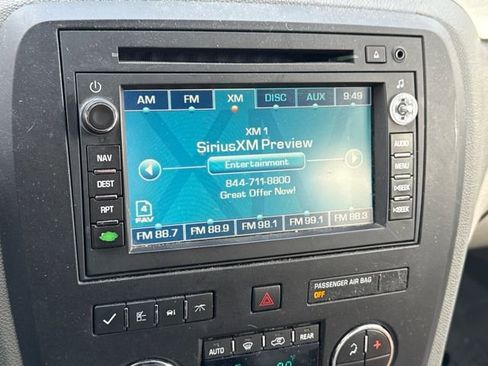 AM FM XM DISC AUX 9:49
XM 1
SiriusXM Preview
Entertainment
844-711-8800
Great Offer Now!
4
FAV
FM 88.7 FM 88.9 FM 98.1 FM 99.1 FM 88.3
NAV
DEST
RPT
AUDIO
MENU
SEEK
SEEK
PASSENGER AIR BAG
OFF
AUTO
REAR